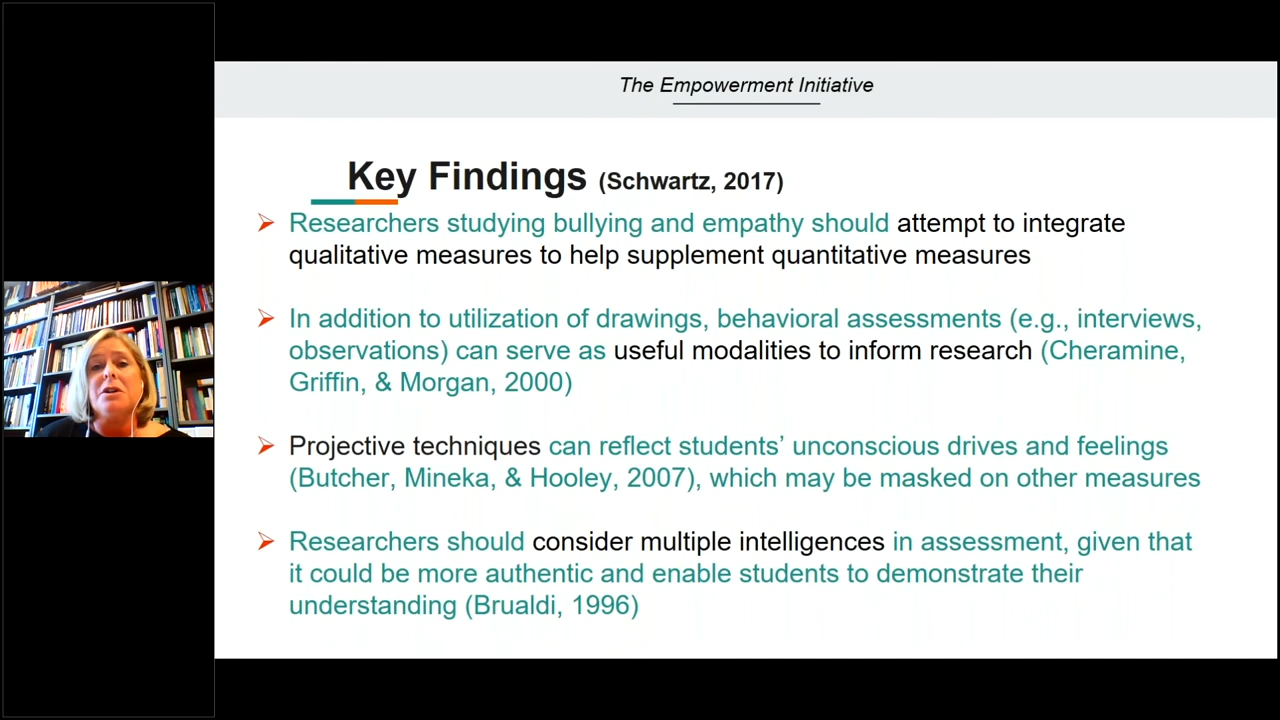 The Empowerment Initiative
Key Findings (Schwartz, 2017)
Researchers studying bullying and empathy should attempt to integrate
qualitative measures to help supplement quantitative measures
In addition to utilization of drawings, behavioral assessments (e.g., interviews,
observations) can serve as useful modalities to inform research (Cheramine,
Griffin, & Morgan, 2000)
Projective techniques can reflect students’ unconscious drives and feelings
(Butcher, Mineka, & Hooley, 2007), which may be masked on other measures
Researchers should consider multiple intelligences in assessment, given that
it could be more authentic and enable students to demonstrate their
understanding (Brualdi, 1996)